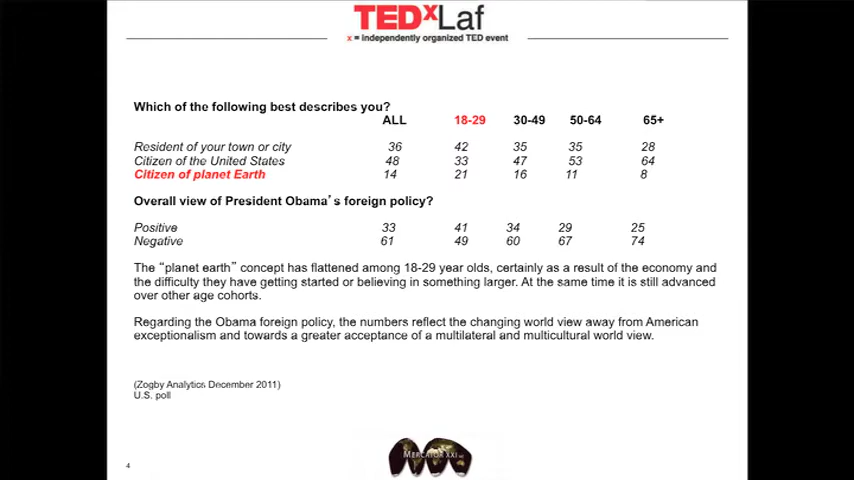 TEDxLaf
x = independently organized TED event
Which of the following best describes you?
ALL 18-29 30-49 50-64 65+
Resident of your town or city 36 42 35 35 28
Citizen of the United States 48 33 47 53 64
Citizen of planet Earth 14 21 16 11 8
Overall view of President Obama's foreign policy?
Positive 33 41 34 29 25
Negative 61 49 60 67 74
The “planet earth” concept has flattened among 18-29 year olds, certainly as a result of the economy and
the difficulty they have getting started or believing in something larger. At the same time it is still advanced
over other age cohorts.
Regarding the Obama foreign policy, the numbers reflect the changing world view away from American
exceptionalism and towards a greater acceptance of a multilateral and multicultural world view.
(Zogby Analytics December 2011)
U.S. poll
MERCATOR XXI
4